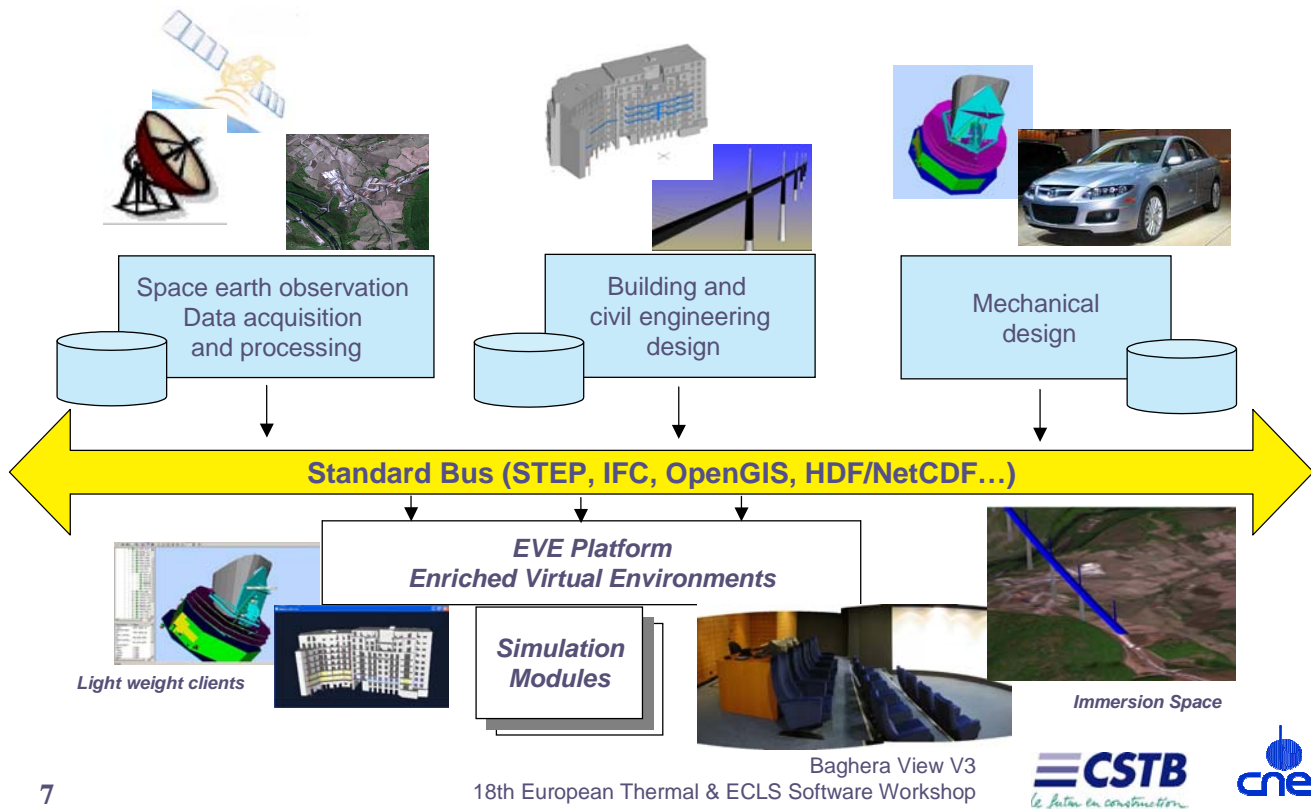 Space earth observation
Data acquisition
and processing
Building and
civil engineering
design
Mechanical
design
Standard Bus (STEP, IFC, OpenGIS, HDF/NetCDF…)
EVE Platform
Enriched Virtual Environments
Simulation
Modules
Light weight clients
Immersion Space
Baghera View V3
18th European Thermal & ECLS Software Workshop
7
CSTB
le futur en construction
cne